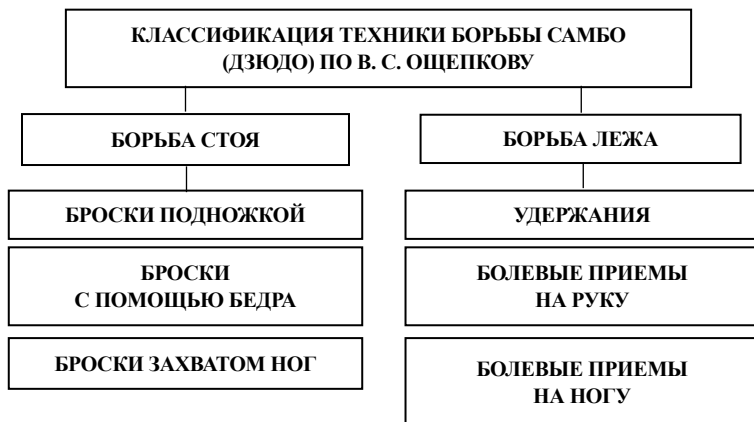 КЛАССИФИКАЦИЯ ТЕХНИКИ БОРЬБЫ САМБО
(ДЗЮДО) ПО В. С. ОЩЕПКОВУ
БОРЬБА СТОЯ
БОРЬБА ЛЕЖА
БРОСКИ ПОДНОЖКОЙ
УДЕРЖАНИЯ
БРОСКИ
С ПОМОЩЬЮ БЕДРА
БОЛЕВЫЕ ПРИЕМЫ
НА РУКУ
БРОСКИ ЗАХВАТОМ НОГ
БОЛЕВЫЕ ПРИЕМЫ
НА НОГУ